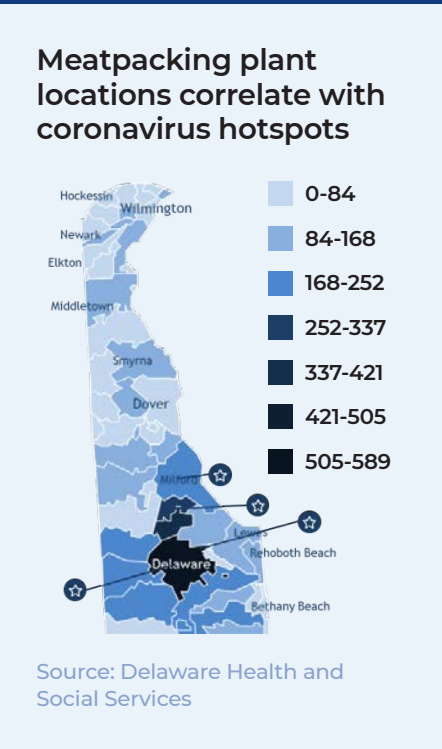 Meatpacking plant
locations correlate with
coronavirus hotspots
Hockessin
Wilmington
Newark
Elkton
Middletown
Smyrna
Dover
Milford
Lewes
Rehoboth Beach
Delaware
Bethany Beach
0-84
84-168
168-252
252-337
337-421
421-505
505-589
Source: Delaware Health and
Social Services